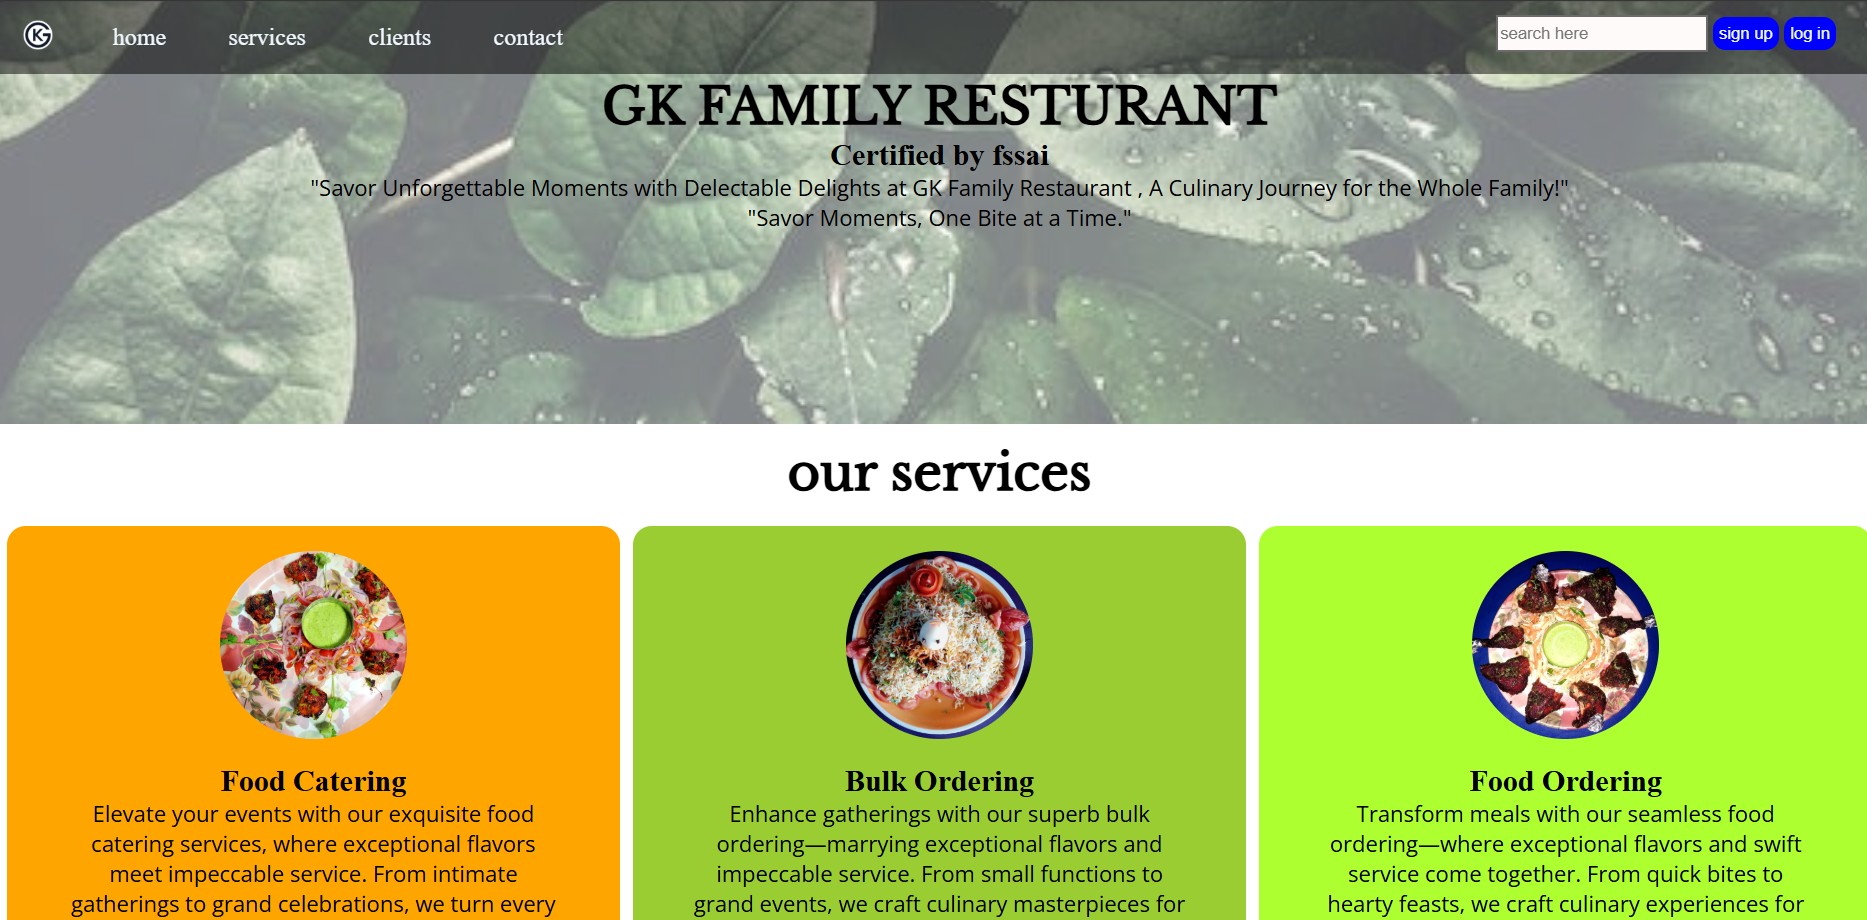 GK home services clients contact search here sign up log in
GK FAMILY RESTURANT
Certified by fssai
"Savor Unforgettable Moments with Delectable Delights at GK Family Restaurant , A Culinary Journey for the Whole Family!"
"Savor Moments, One Bite at a Time."
our services
Food Catering
Elevate your events with our exquisite food
catering services, where exceptional flavors
meet impeccable service. From intimate
gatherings to grand celebrations, we turn every
Bulk Ordering
Enhance gatherings with our superb bulk
ordering—marrying exceptional flavors and
impeccable service. From small functions to
grand events, we craft culinary masterpieces for
Food Ordering
Transform meals with our seamless food
ordering—where exceptional flavors and swift
service come together. From quick bites to
hearty feasts, we craft culinary experiences for